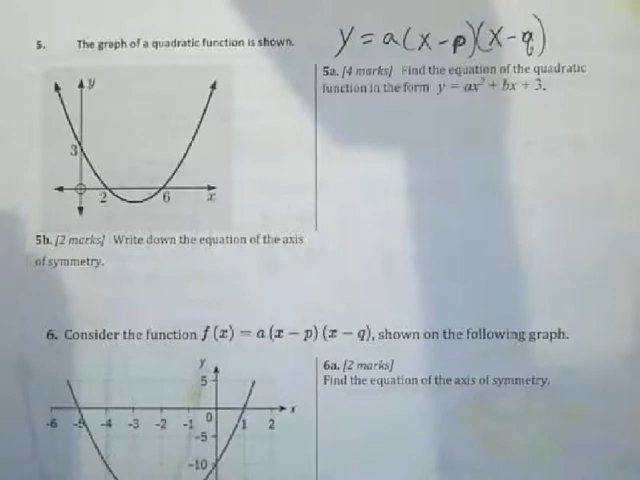 y = a(x-p)(x-q)
5. The graph of a quadratic function is shown.
5a. [4 marks] Find the equation of the quadratic
function in the form y = ax² + bx + 3.
y
3
2
6
x
5b. [2 marks] Write down the equation of the axis
of symmetry.
6. Consider the function f (x) = a (x − p) (x − q), shown on the following graph.
6a. [2 marks]
Find the equation of the axis of symmetry.
y
5
x
-6 -5 -4 -3 -2 -1 0 1 2
-5
-10